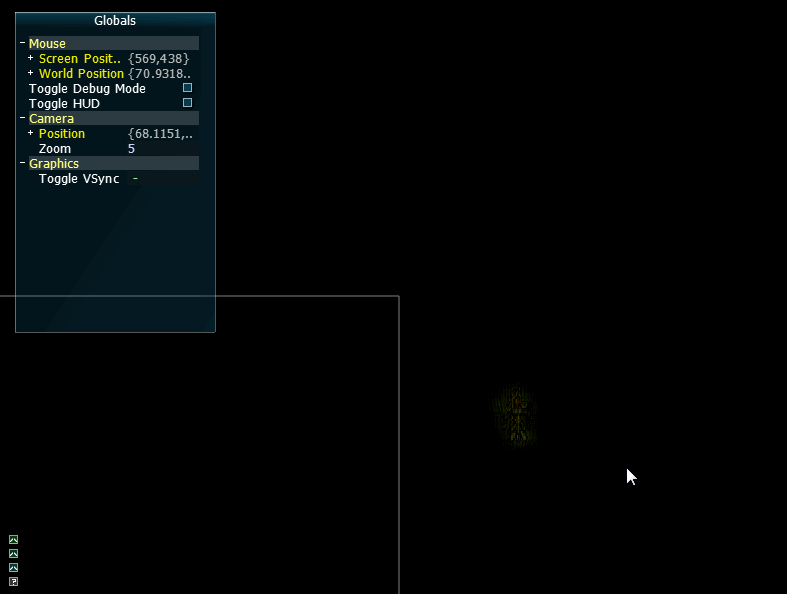 Globals
Mouse
Screen Posit.. {569,438}
World Position {70.9318..
Toggle Debug Mode
Toggle HUD
Camera
Position {68.1151,..
Zoom 5
Graphics
Toggle VSync -
?